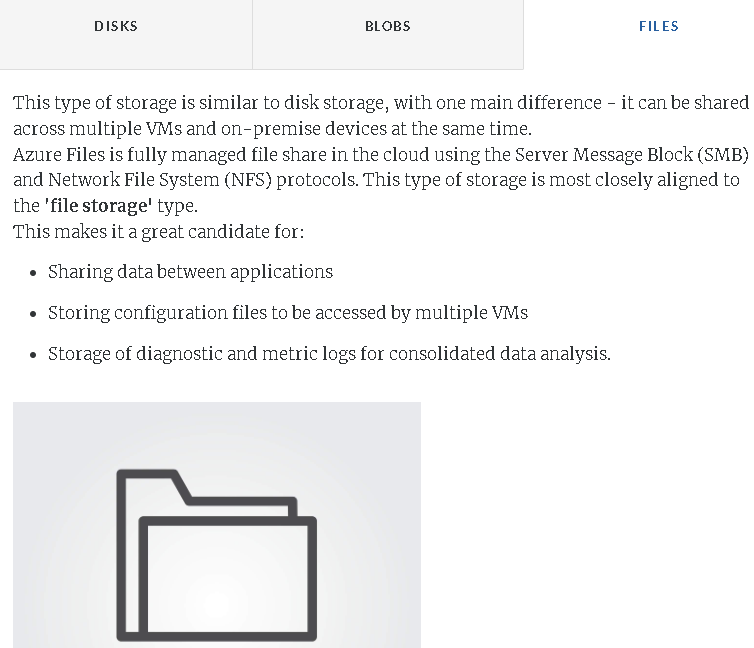 DISKS
BLOBS
FILES
This type of storage is similar to disk storage, with one main difference - it can be shared
across multiple VMs and on-premise devices at the same time.
Azure Files is fully managed file share in the cloud using the Server Message Block (SMB)
and Network File System (NFS) protocols. This type of storage is most closely aligned to
the 'file storage' type.
This makes it a great candidate for:
• Sharing data between applications
• Storing configuration files to be accessed by multiple VMs
• Storage of diagnostic and metric logs for consolidated data analysis.